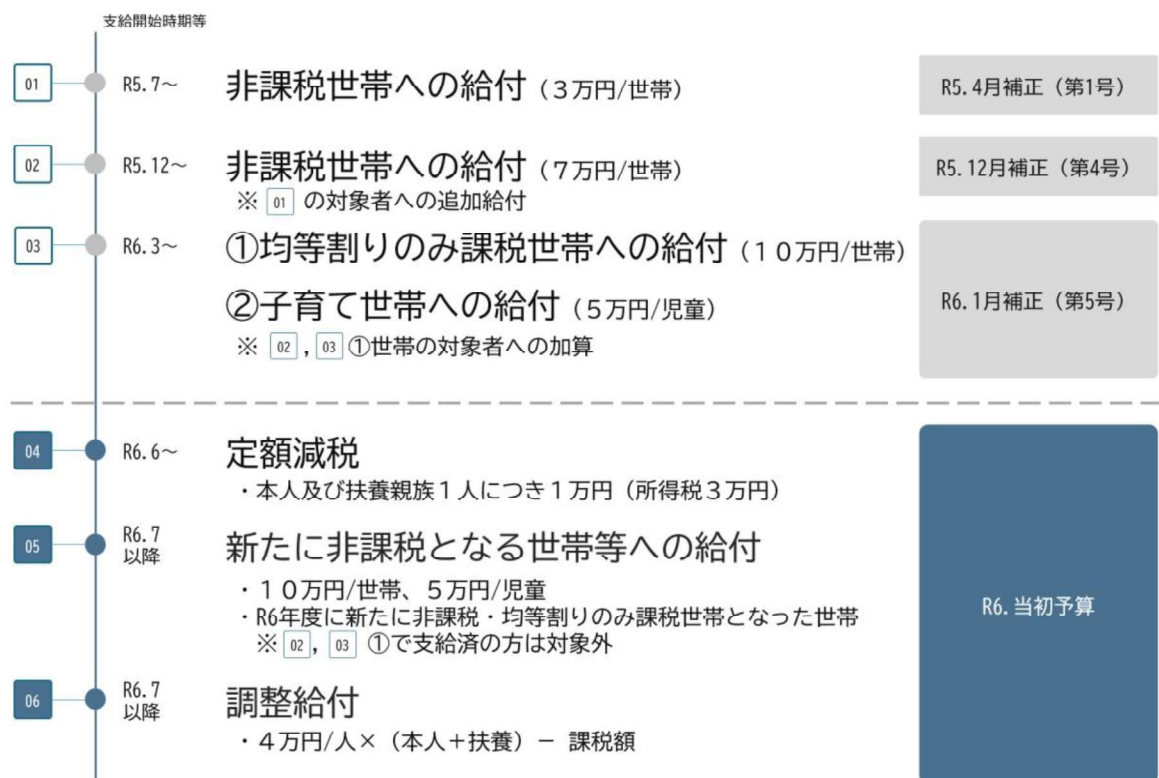 支給開始時期等
01 R5.7～ 非課税世帯への給付（３万円/世帯） R5.4月補正（第1号）
02 R5.12～ 非課税世帯への給付（７万円/世帯） R5.12月補正（第4号）
※ 01 の対象者への追加給付
03 R6.3～ ①均等割りのみ課税世帯への給付（１０万円/世帯）
②子育て世帯への給付（５万円/児童） R6.1月補正（第5号）
※ 02 , 03 ①世帯の対象者への加算
04 R6.6～ 定額減税
・本人及び扶養親族１人につき１万円（所得税３万円）
05 R6.7以降 新たに非課税となる世帯等への給付
・１０万円/世帯、５万円/児童
・R6年度に新たに非課税・均等割りのみ課税世帯となった世帯 R6.当初予算
※ 02 , 03 ①で支給済の方は対象外
06 R6.7以降 調整給付
・４万円/人×（本人＋扶養）－ 課税額